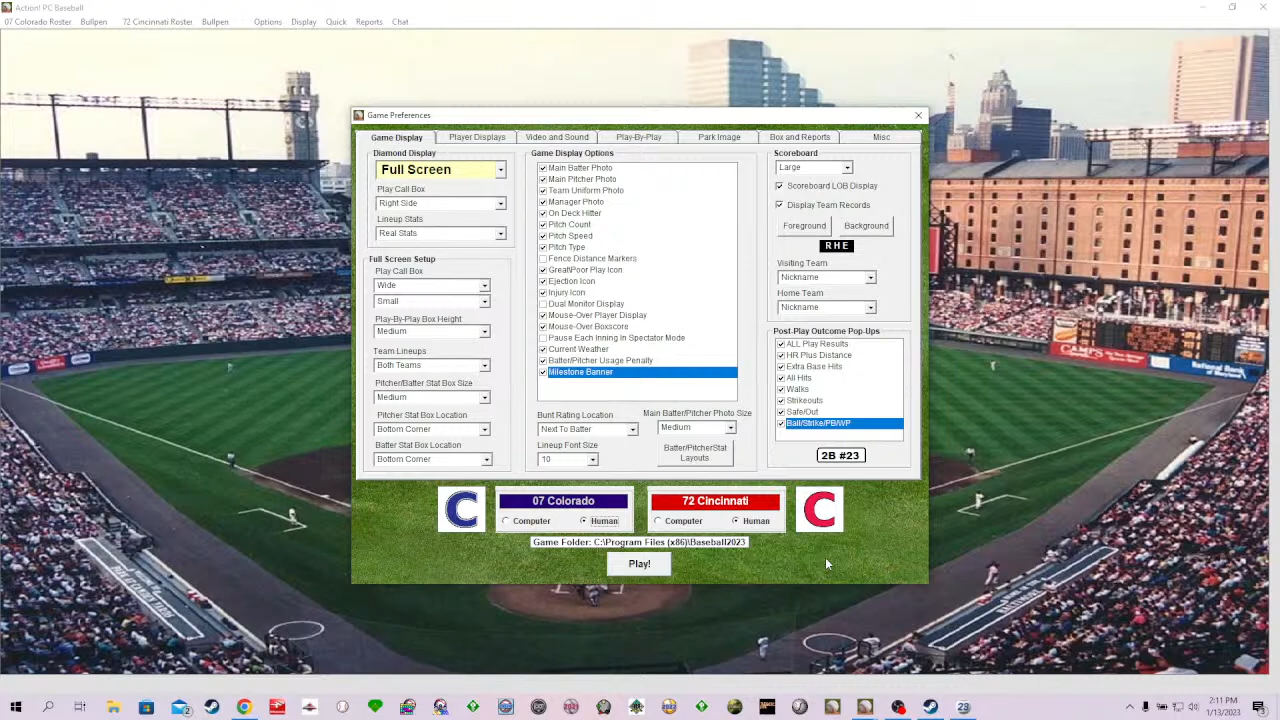 Action! PC Baseball
07 Colorado Roster Bullpen 72 Cincinnati Roster Bullpen Options Display Quick Reports Chat
Game Preferences
Game Display Player Displays Video and Sound Play-By-Play Park Image Box and Reports Misc
Diamond Display
Full Screen
Play Call Box
Right Side
Lineup Stats
Real Stats
Full Screen Setup
Play Call Box
Wide
Small
Play-By-Play Box Height
Medium
Team Lineups
Both Teams
Pitcher/Batter Stat Box Size
Medium
Pitcher Stat Box Location
Bottom Corner
Batter Stat Box Location
Bottom Corner
Game Display Options
Main Batter Photo
Main Pitcher Photo
Team Uniform Photo
Manager Photo
On Deck Hitter
Pitch Count
Pitch Speed
Pitch Type
Fence Distance Markers
Great\Poor Play Icon
Ejection Icon
Injury Icon
Dual Monitor Display
Mouse-Over Player Display
Mouse-Over Boxscore
Pause Each Inning In Spectator Mode
Current Weather
Batter/Pitcher Usage Penalty
Milestone Banner
Bunt Rating Location
Next To Batter
Lineup Font Size
10
Main Batter/Pitcher Photo Size
Medium
Batter/PitcherStat
Layouts
Scoreboard
Large
Scoreboard LOB Display
Display Team Records
Foreground Background
R H E
Visiting Team
Nickname
Home Team
Nickname
Post-Play Outcome Pop-Ups
ALL Play Results
HR Plus Distance
Extra Base Hits
All Hits
Walks
Strikeouts
Safe/Out
Ball/Strike/PB/WP
2B #23
C 07 Colorado 72 Cincinnati C
Computer Human Computer Human
Game Folder: C:\Program Files (x86)\Baseball2023
Play!
2:11 PM
1/13/2023